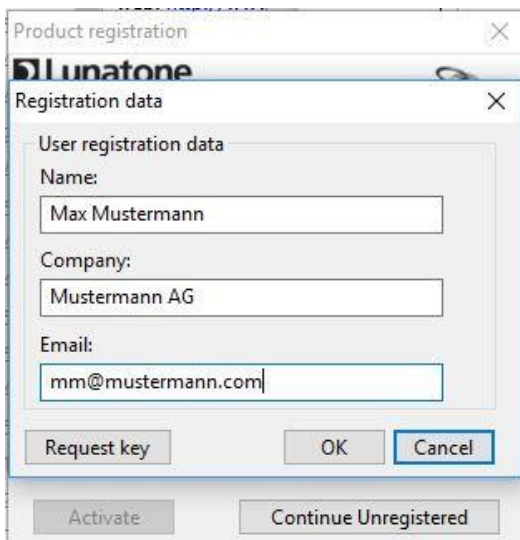 Product registration
Lunatone
Registration data
User registration data
Name:
Max Mustermann
Company:
Mustermann AG
Email:
mm@mustermann.com
Request key
OK
Cancel
Activate
Continue Unregistered